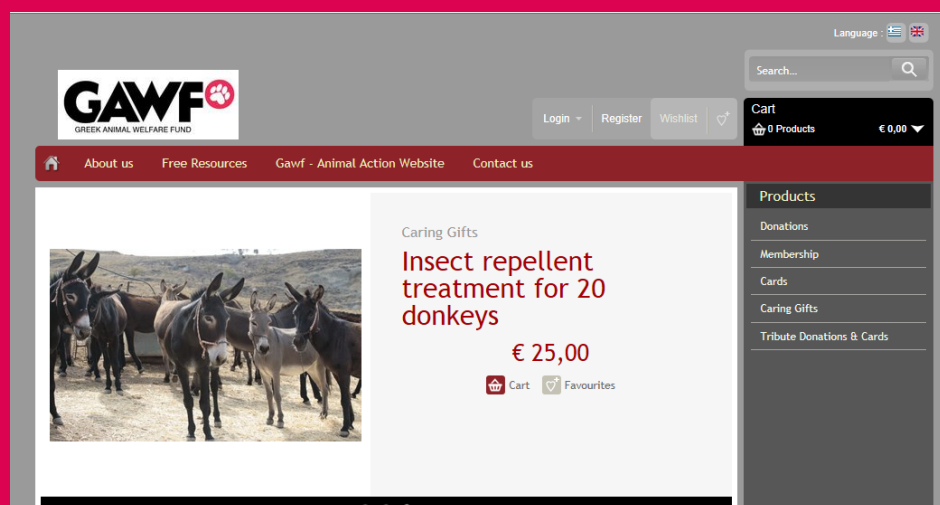 Language :
Search...
GAWF
GREEK ANIMAL WELFARE FUND
Login
Register
Wishlist
Cart
0 Products
€ 0,00
About us
Free Resources
Gawf - Animal Action Website
Contact us
Products
Donations
Membership
Cards
Caring Gifts
Tribute Donations & Cards
Caring Gifts
Insect repellent
treatment for 20
donkeys
€ 25,00
Cart
Favourites